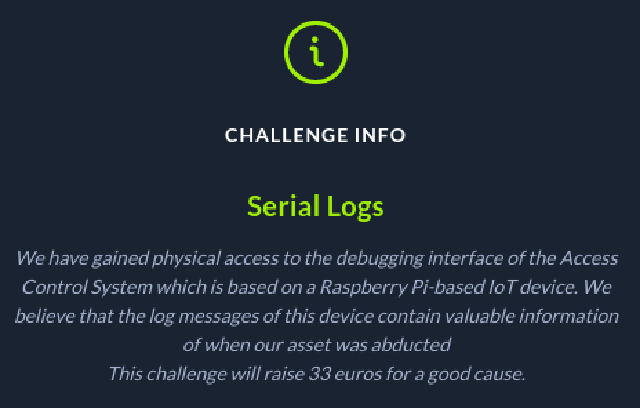 CHALLENGE INFO
Serial Logs
We have gained physical access to the debugging interface of the Access
Control System which is based on a Raspberry Pi-based IoT device. We
believe that the log messages of this device contain valuable information
of when our asset was abducted
This challenge will raise 33 euros for a good cause.